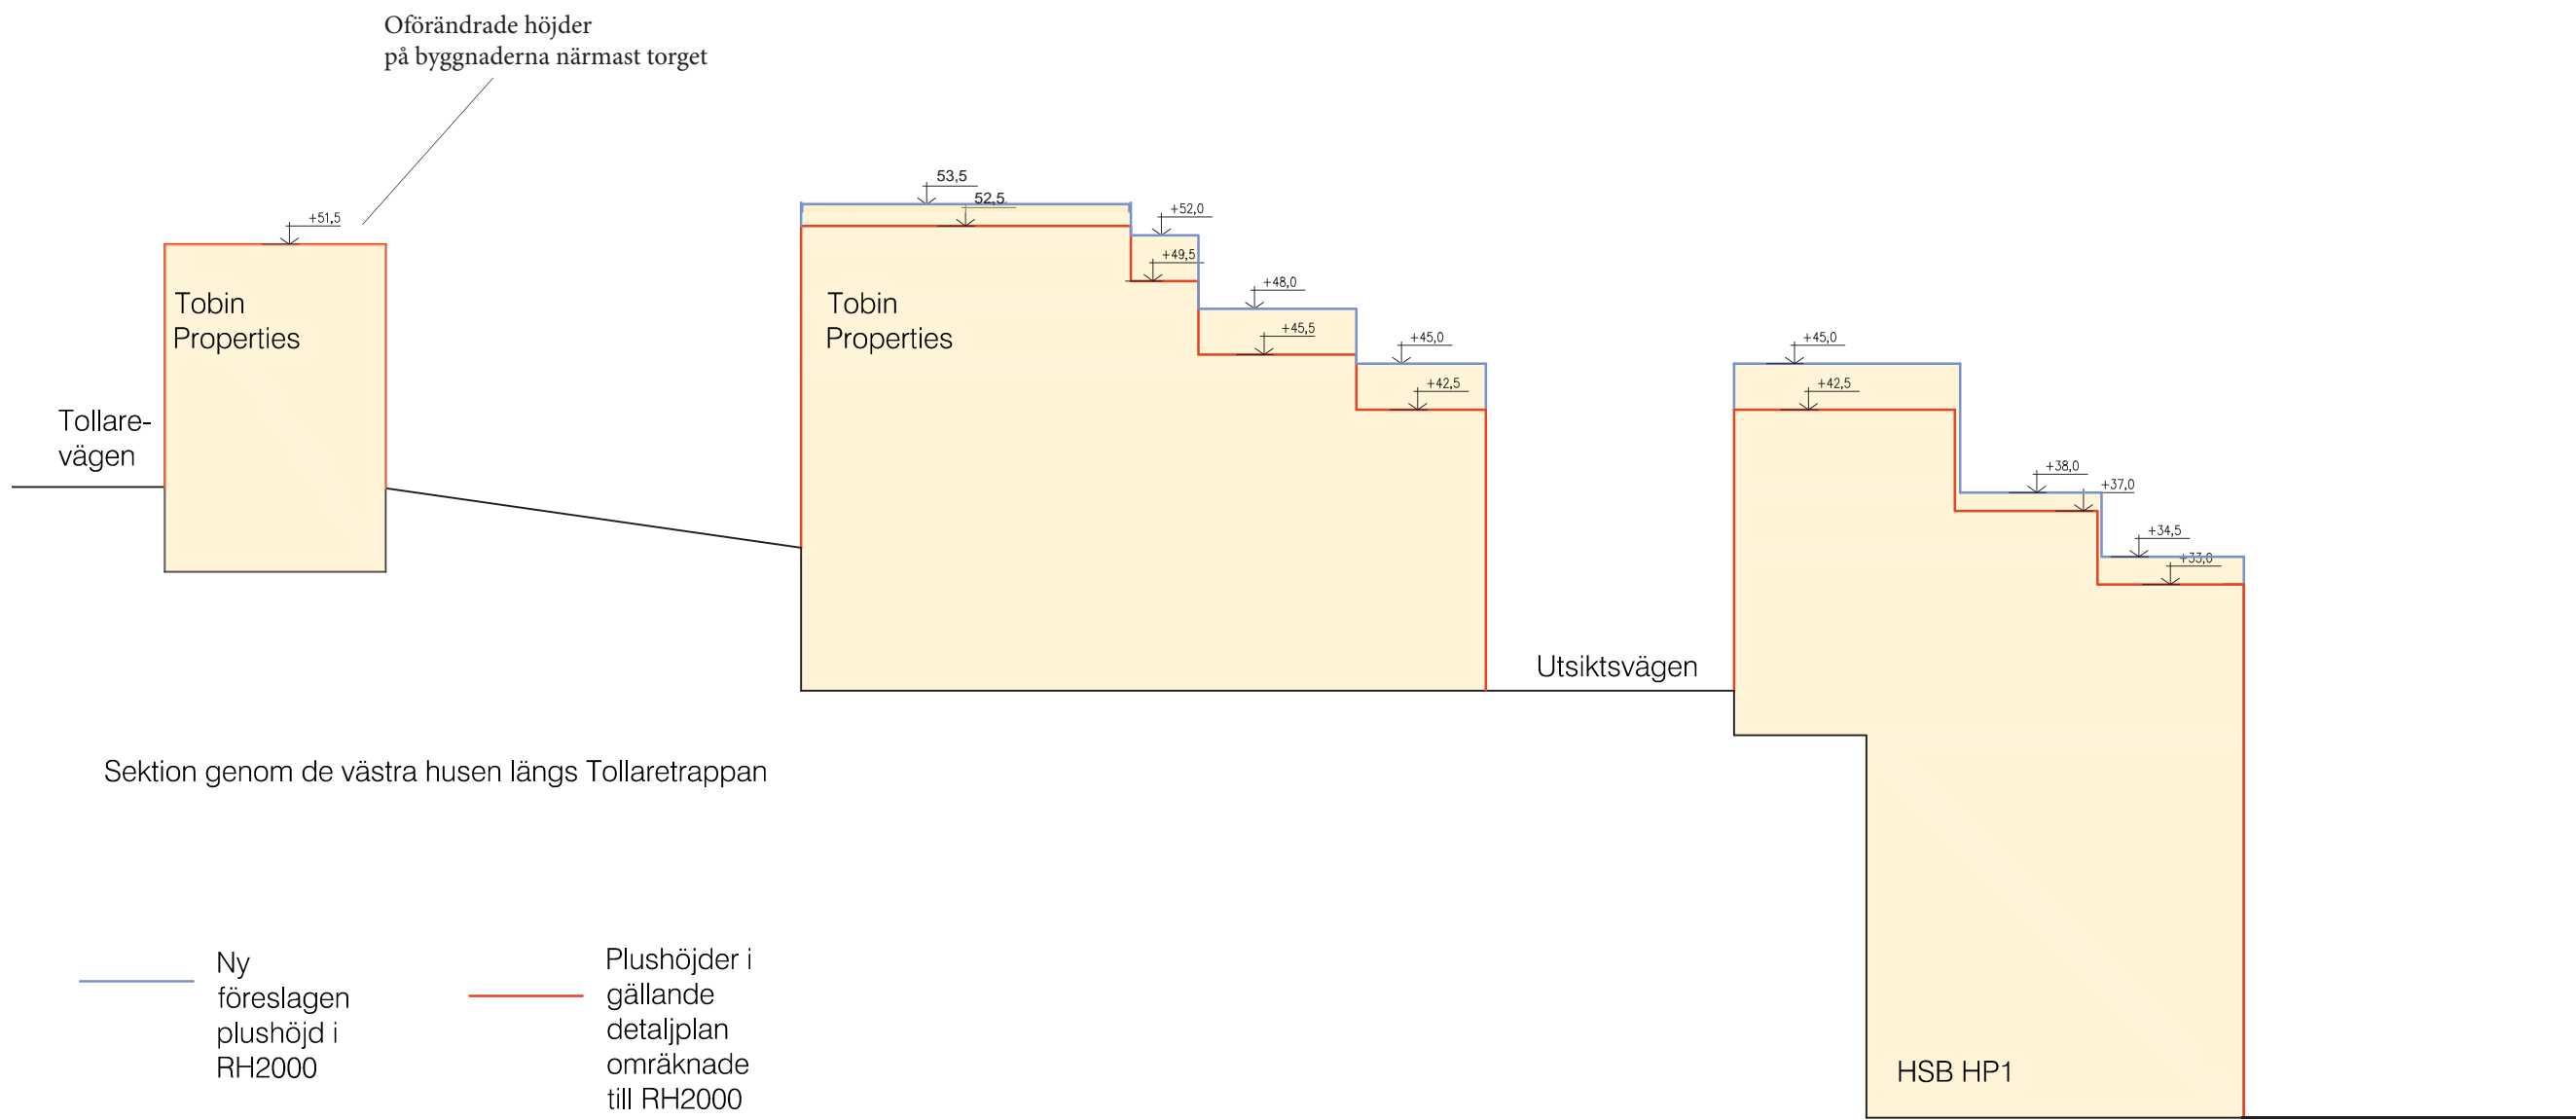 Oförändrade höjder
på byggnaderna närmast torget
53,5
52,5
+51,5
+52,0
+49,5
+48,0
+45,5
+45,0
+42,5
+45,0
+42,5
+38,0
+37,0
+34,5
+33,0
Tobin
Properties
Tobin
Properties
Tollare-
vägen
Utsiktsvägen
Sektion genom de västra husen längs Tollaretrappan
Ny
föreslagen
plushöjd i
RH2000
Plushöjder i
gällande
detaljplan
omräknade
till RH2000
HSB HP1